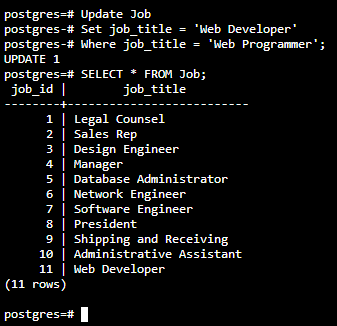 postgres=# Update Job
postgres-# Set job_title = 'Web Developer'
postgres-# Where job_title = 'Web Programmer';
UPDATE 1
postgres=# SELECT * FROM Job;
 job_id |        job_title
--------+--------------------------
      1 | Legal Counsel
      2 | Sales Rep
      3 | Design Engineer
      4 | Manager
      5 | Database Administrator
      6 | Network Engineer
      7 | Software Engineer
      8 | President
      9 | Shipping and Receiving
     10 | Administrative Assistant
     11 | Web Developer
(11 rows)
postgres=#